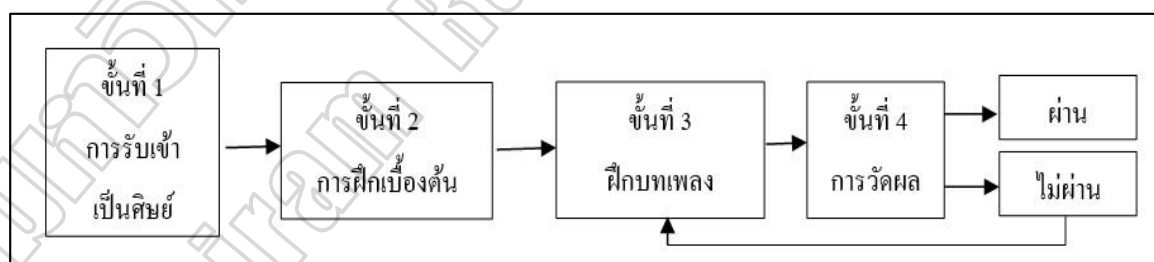 ขั้นที่ 1
การรับเข้า
เป็นศิษย์
ขั้นที่ 2
การฝึกเบื้องต้น
ขั้นที่ 3
ฝึกบทเพลง
ขั้นที่ 4
การวัดผล
ผ่าน
ไม่ผ่าน